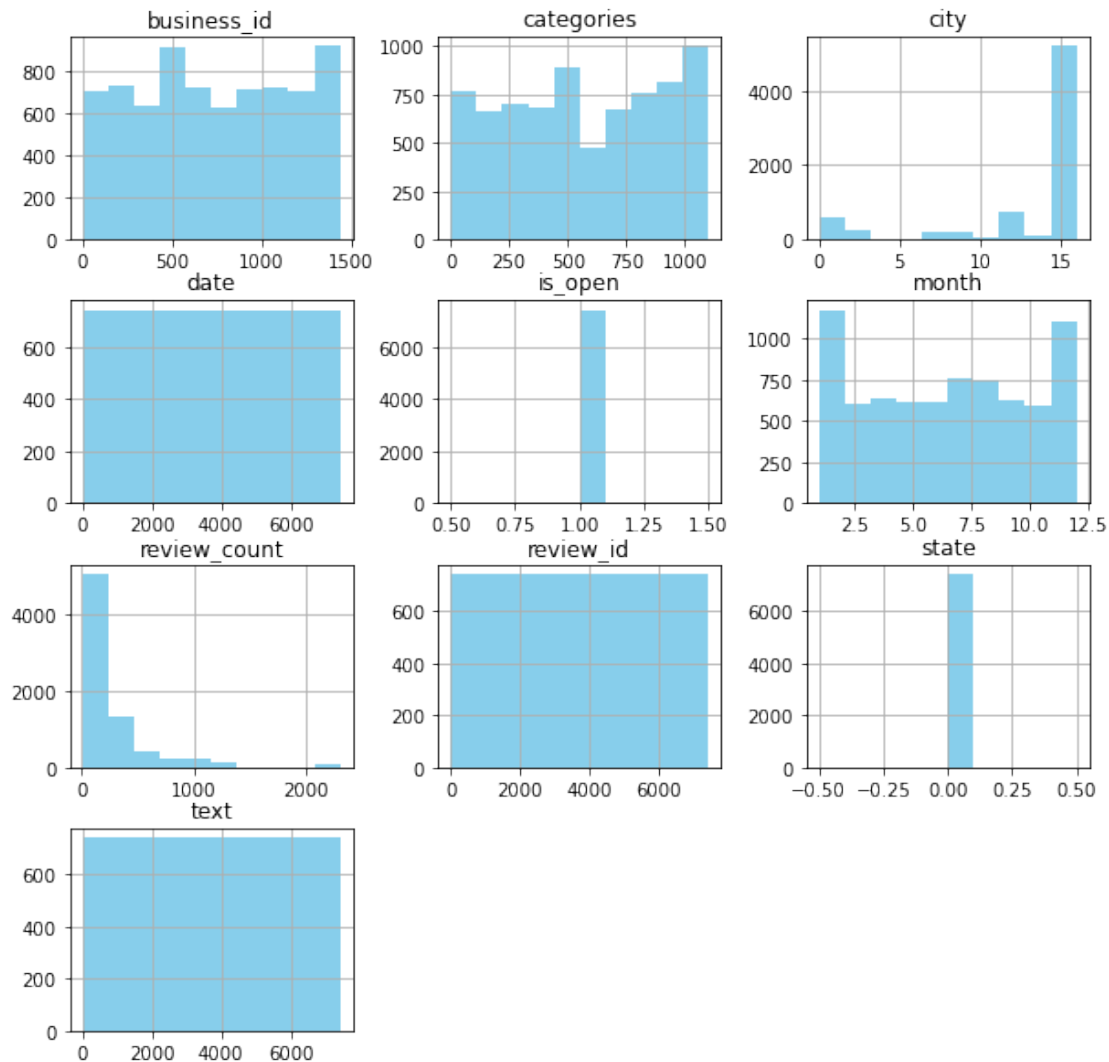 business_id
800
600
400
200
0
0 500 1000 1500
categories
1000
750
500
250
0
0 250 500 750 1000
city
4000
2000
0
0 5 10 15
date
600
400
200
0
0 2000 4000 6000
is_open
6000
4000
2000
0
0.50 0.75 1.00 1.25 1.50
month
1000
750
500
250
0
2.5 5.0 7.5 10.0 12.5
review_count
4000
2000
0
0 1000 2000
review_id
600
400
200
0
0 2000 4000 6000
state
6000
4000
2000
0
−0.50 −0.25 0.00 0.25 0.50
text
600
400
200
0
0 2000 4000 6000